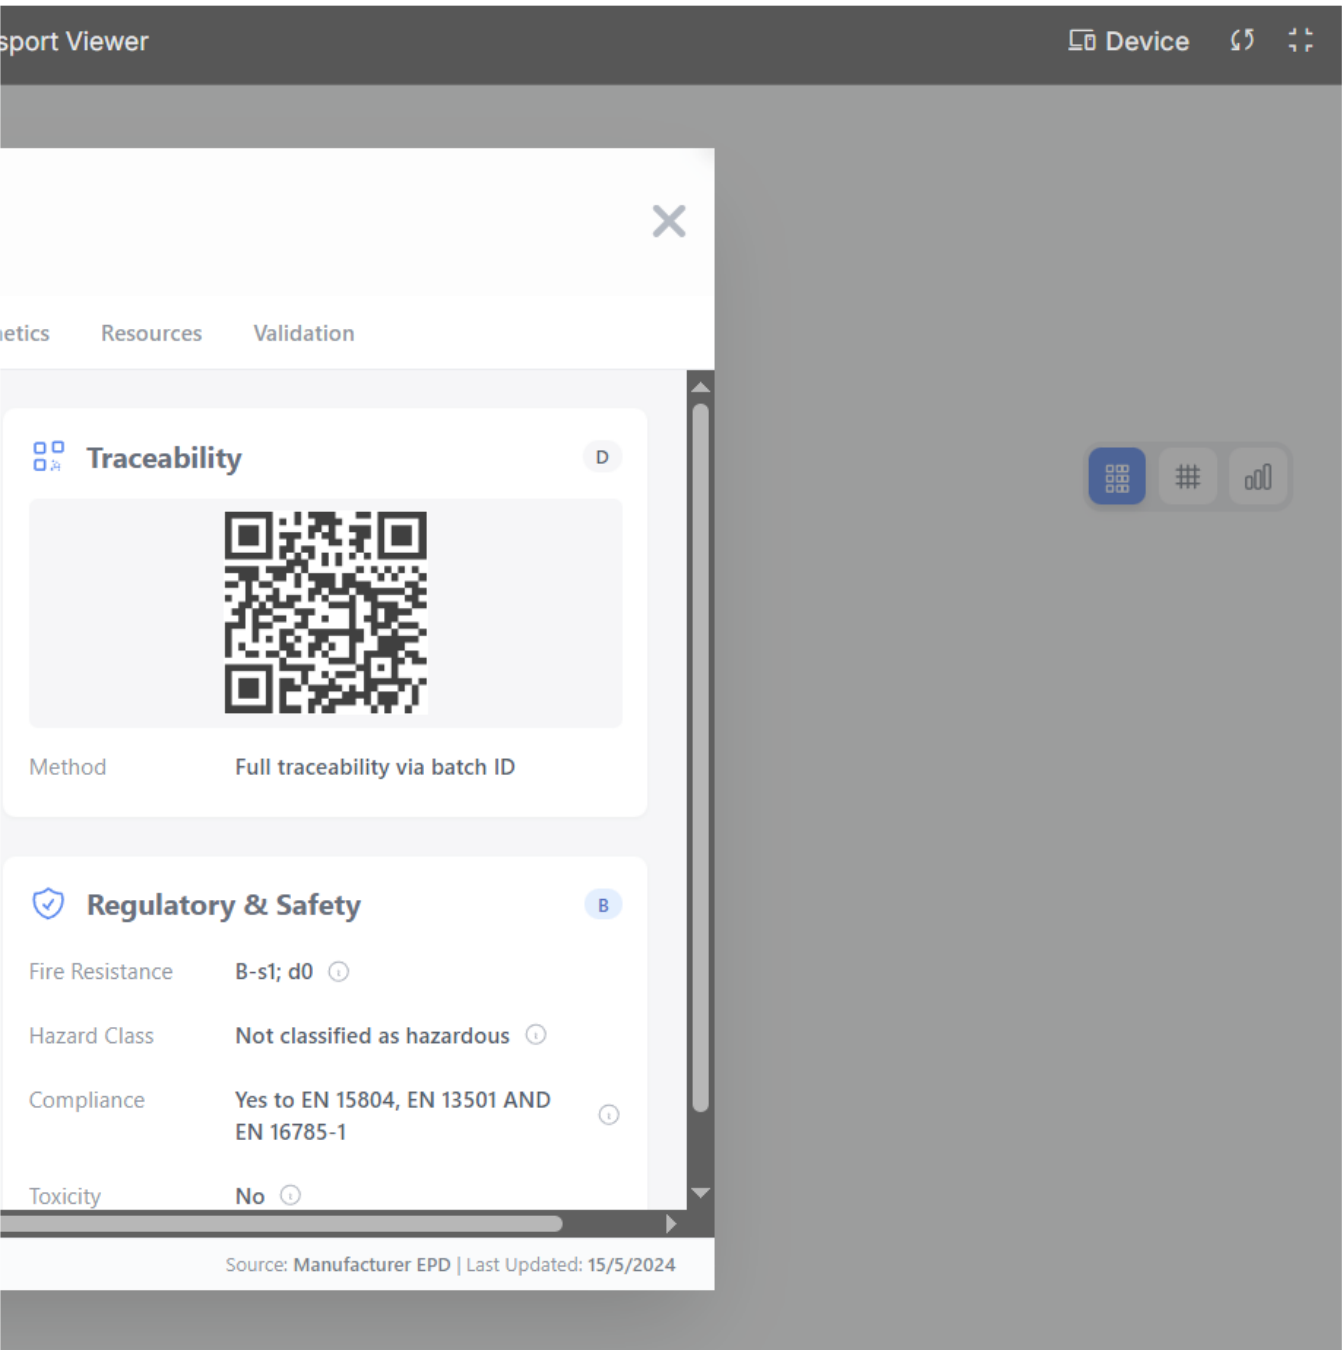 sport Viewer
Device
etics
Resources
Validation
Traceability
D
Method
Full traceability via batch ID
Regulatory & Safety
B
Fire Resistance
B-s1; d0
Hazard Class
Not classified as hazardous
Compliance
Yes to EN 15804, EN 13501 AND
EN 16785-1
Toxicity
No
Source: Manufacturer EPD | Last Updated: 15/5/2024